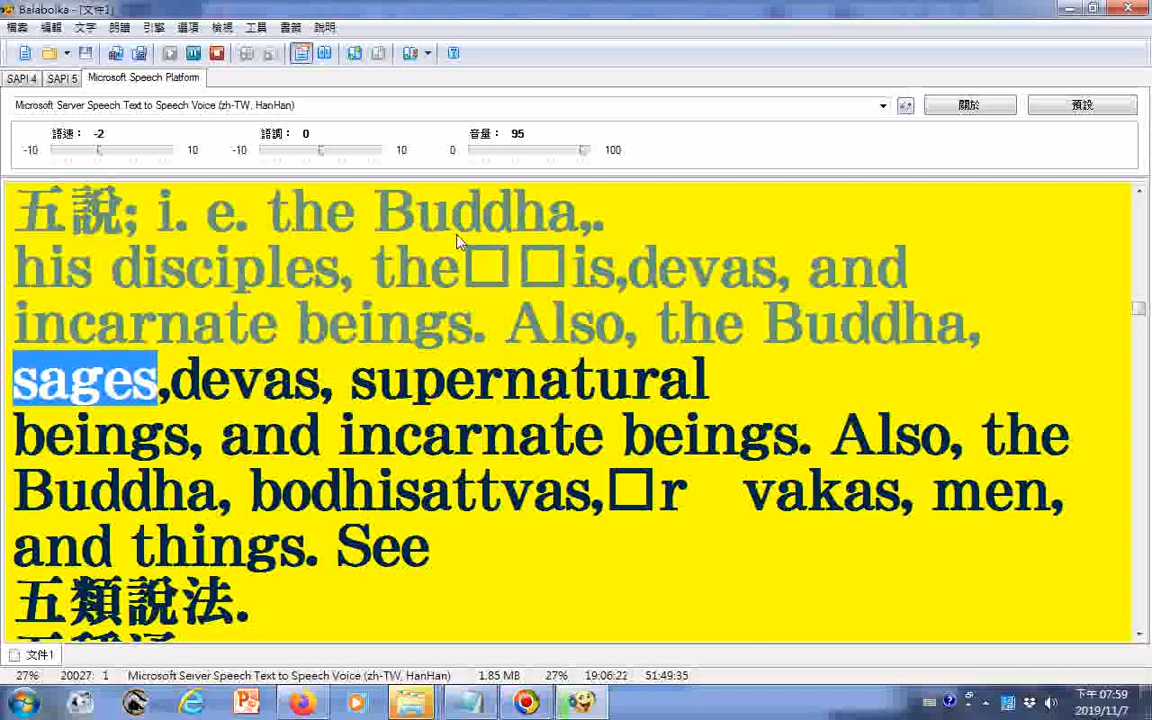 Balabolka - [文件1]
檔案 編輯 文字 朗讀 引擎 選項 檢視 工具 書籤 說明
SAPI 4 SAPI 5 Microsoft Speech Platform
Microsoft Server Speech Text to Speech Voice (zh-TW, HanHan) 關於 預設
語速： -2 語調： 0 音量： 95
-10 10 -10 10 0 100
五說; i. e. the Buddha,.
his disciples, the□□is,devas, and
incarnate beings. Also, the Buddha,
sages,devas, supernatural
beings, and incarnate beings. Also, the
Buddha, bodhisattvas,□r vakas, men,
and things. See
五類說法.
文件1
27% 20027: 1 Microsoft Server Speech Text to Speech Voice (zh-TW, HanHan) 1.85 MB 27% 19:06:22 51:49:35
下午 07:59
2019/11/7